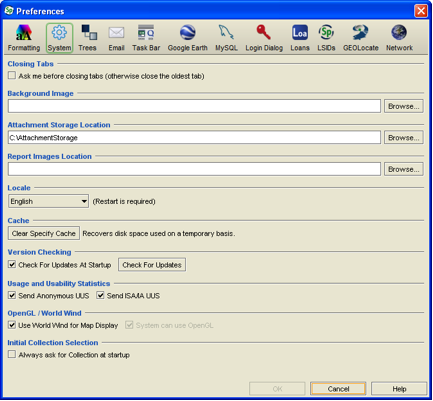 Preferences
Formatting System Trees Email Task Bar Google Earth MySQL Login Dialog Loans LSIDs GEOLocate Network
Closing Tabs
Ask me before closing tabs (otherwise close the oldest tab)
Background Image
Browse...
Attachment Storage Location
C:\AttachmentStorage Browse...
Report Images Location
Browse...
Locale
English (Restart is required)
Cache
Clear Specify Cache Recovers disk space used on a temporary basis.
Version Checking
Check For Updates At Startup Check For Updates
Usage and Usability Statistics
Send Anonymous UUS Send ISA/IA UUS
OpenGL / World Wind
Use World Wind for Map Display System can use OpenGL
Initial Collection Selection
Always ask for Collection at startup
OK Cancel Help